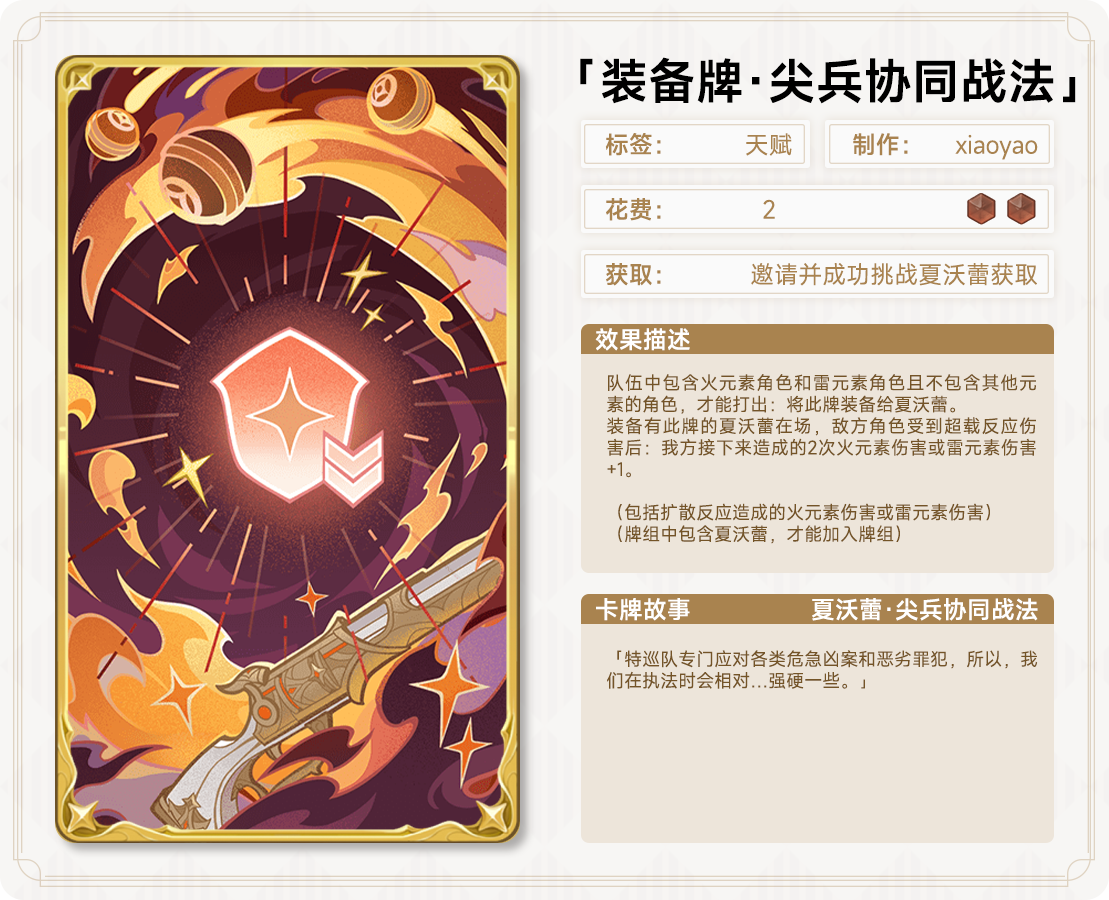 「装备牌·尖兵协同战法」
标签： 天赋
制作： xiaoyao
花费： 2
获取： 邀请并成功挑战夏沃蕾获取
效果描述
队伍中包含火元素角色和雷元素角色且不包含其他元
素的角色，才能打出：将此牌装备给夏沃蕾。
装备有此牌的夏沃蕾在场，敌方角色受到超载反应伤
害后：我方接下来造成的2次火元素伤害或雷元素伤害
+1。
（包括扩散反应造成的火元素伤害或雷元素伤害）
（牌组中包含夏沃蕾，才能加入牌组）
卡牌故事 夏沃蕾·尖兵协同战法
「特巡队专门应对各类危急凶案和恶劣罪犯，所以，我
们在执法时会相对…强硬一些。」